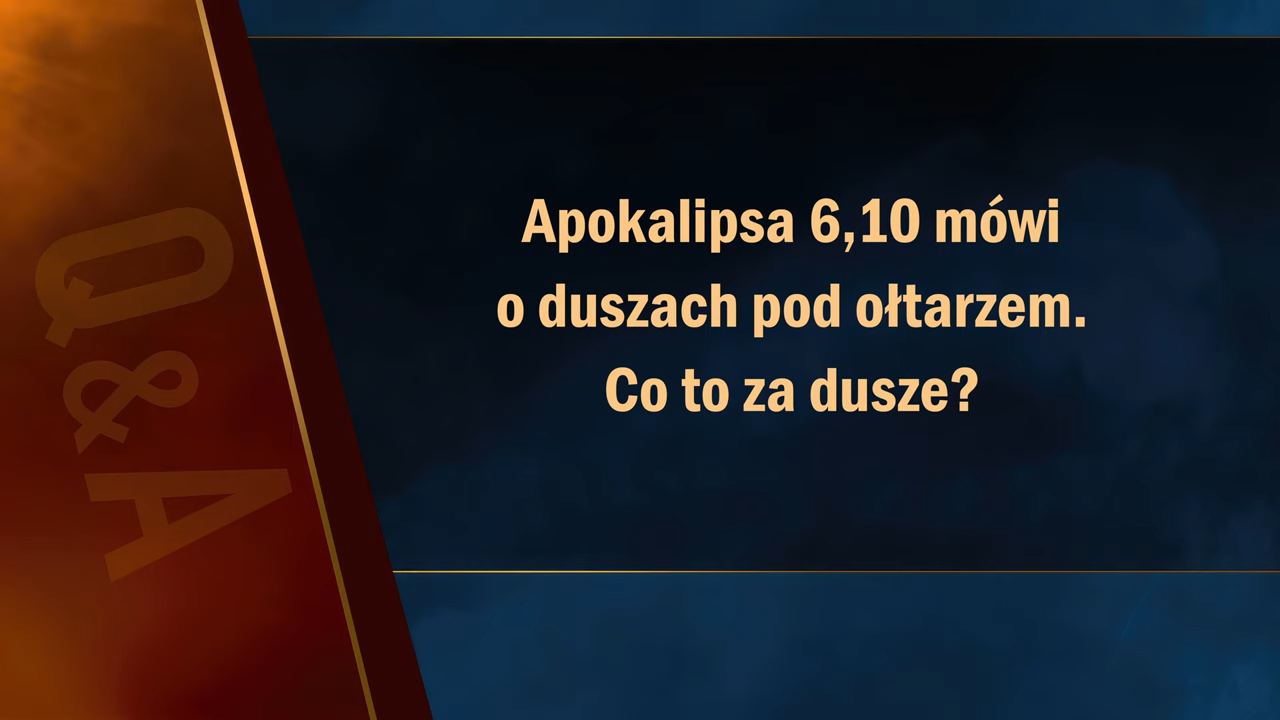 Q & A
Apokalipsa 6,10 mówi
o duszach pod ołtarzem.
Co to za dusze?